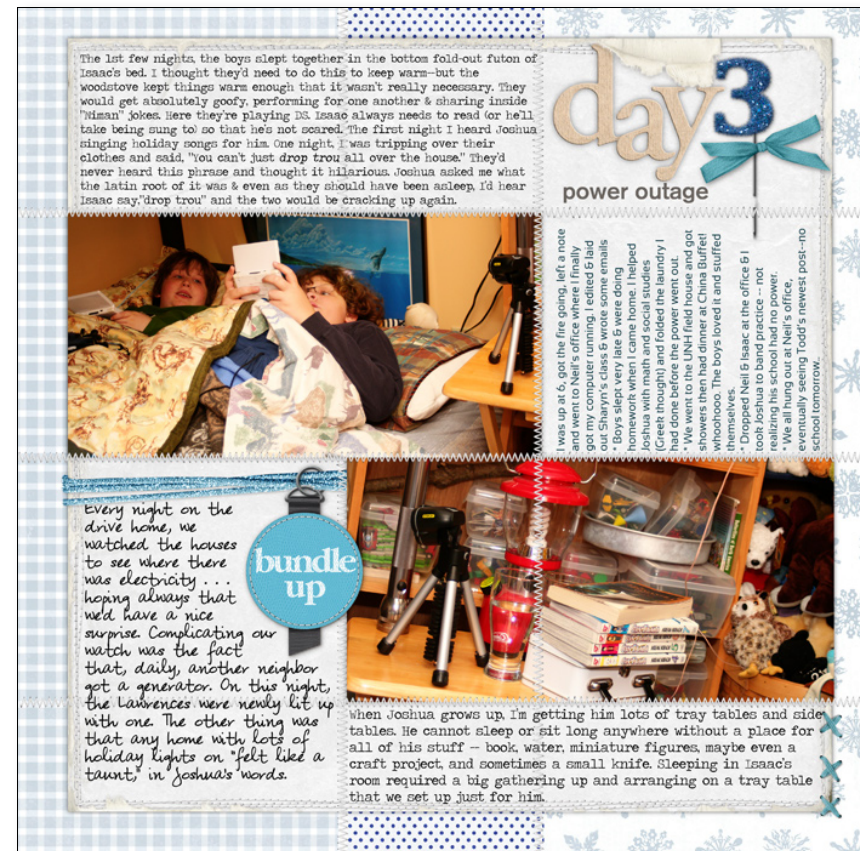 The 1st few nights, the boys slept together in the bottom fold-out futon of
Isaac's bed. I thought they'd need to do this to keep warm--but the
woodstove kept things warm enough that it wasn't really necessary. They
would get absolutely goofy, performing for one another & sharing inside
"Niman" jokes. Here they're playing DS. Isaac always needs to read (or he'll
take being sung to) so that he's not scared. The first night I heard Joshua
singing holiday songs for him. One night, I was tripping over their
clothes and said, "You can't just drop trou all over the house." They'd
never heard this phrase and thought it hilarious. Joshua asked me what
the latin root of it was & even as they should have been asleep, I'd hear
Isaac say,"drop trou" and the two would be cracking up again.
day 3
power outage
I was up at 6, got the fire going, left a note
and went to Neil's office where I finally
got my computer running. I edited & laid
out Sharyn's class & wrote some emails
* Boys slept very late & were doing
homework when I came home. I helped
Joshua with math and social studies
(Greek thought) and folded the laundry I
had done before the power went out.
* We went to the UNH field house and got
showers then had dinner at China Buffet!
whoohooo. The boys loved it and stuffed
themselves.
* Dropped Neil & Isaac at the office & I
took Joshua to band practice -- not
realizing his school had no power.
* We all hung out at Neil's office,
eventually seeing Todd's newest post--no
school tomorrow.
Every night on the
drive home, we
watched the houses
to see where there
was electricity . . .
hoping always that
we'd have a nice
surprise. Complicating our
watch was the fact
that, daily, another neighbor
got a generator. On this night,
the Lawrences were newly lit up
with one. The other thing was
that any home with lots of
holiday lights on "felt like a
taunt," in Joshua's words.
bundle
up
When Joshua grows up, I'm getting him lots of tray tables and side
tables. He cannot sleep or sit long anywhere without a place for
all of his stuff -- book, water, miniature figures, maybe even a
craft project, and sometimes a small knife. Sleeping in Isaac's
room required a big gathering up and arranging on a tray table
that we set up just for him.